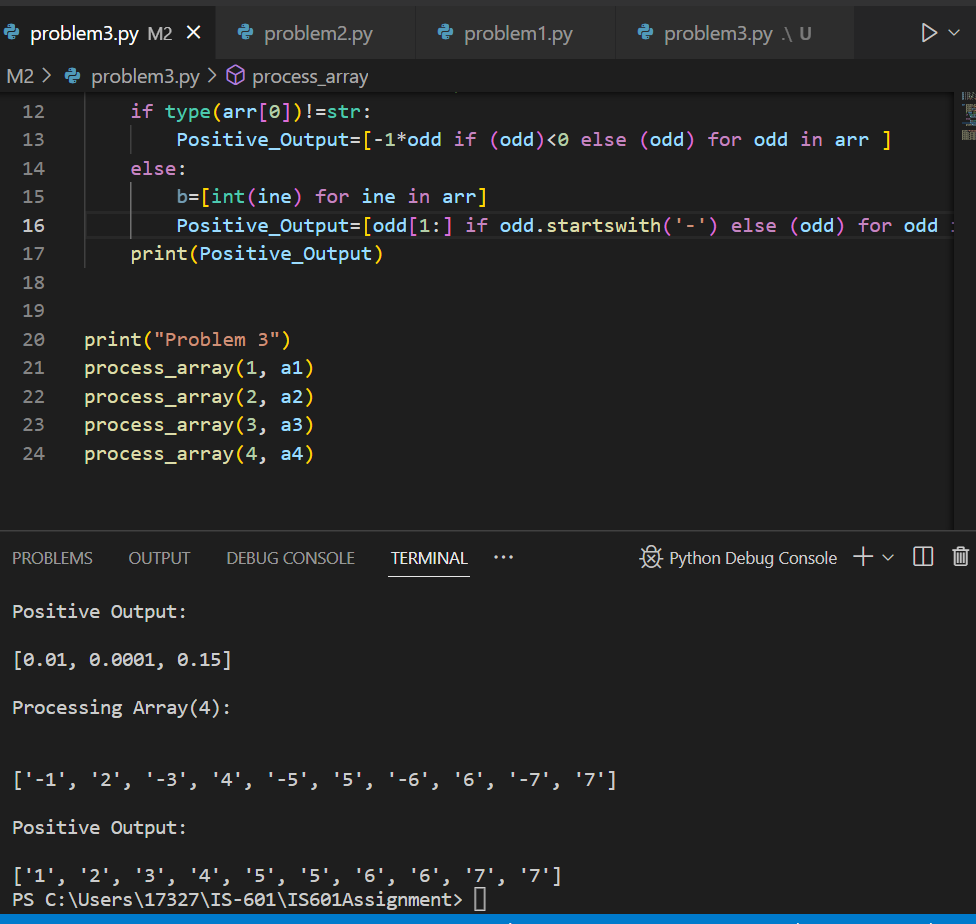 problem3.py M2 problem2.py problem1.py problem3.py .\ U
M2 > problem3.py > process_array
12 if type(arr[0])!=str:
13 Positive_Output=[-1*odd if (odd)<0 else (odd) for odd in arr ]
14 else:
15 b=[int(ine) for ine in arr]
16 Positive_Output=[odd[1:] if odd.startswith('-') else (odd) for odd
17 print(Positive_Output)
18
19
20 print("Problem 3")
21 process_array(1, a1)
22 process_array(2, a2)
23 process_array(3, a3)
24 process_array(4, a4)
PROBLEMS OUTPUT DEBUG CONSOLE TERMINAL ··· Python Debug Console
Positive Output:
[0.01, 0.0001, 0.15]
Processing Array(4):
['-1', '2', '-3', '4', '-5', '5', '-6', '6', '-7', '7']
Positive Output:
['1', '2', '3', '4', '5', '5', '6', '6', '7', '7']
PS C:\Users\17327\IS-601\IS601Assignment>